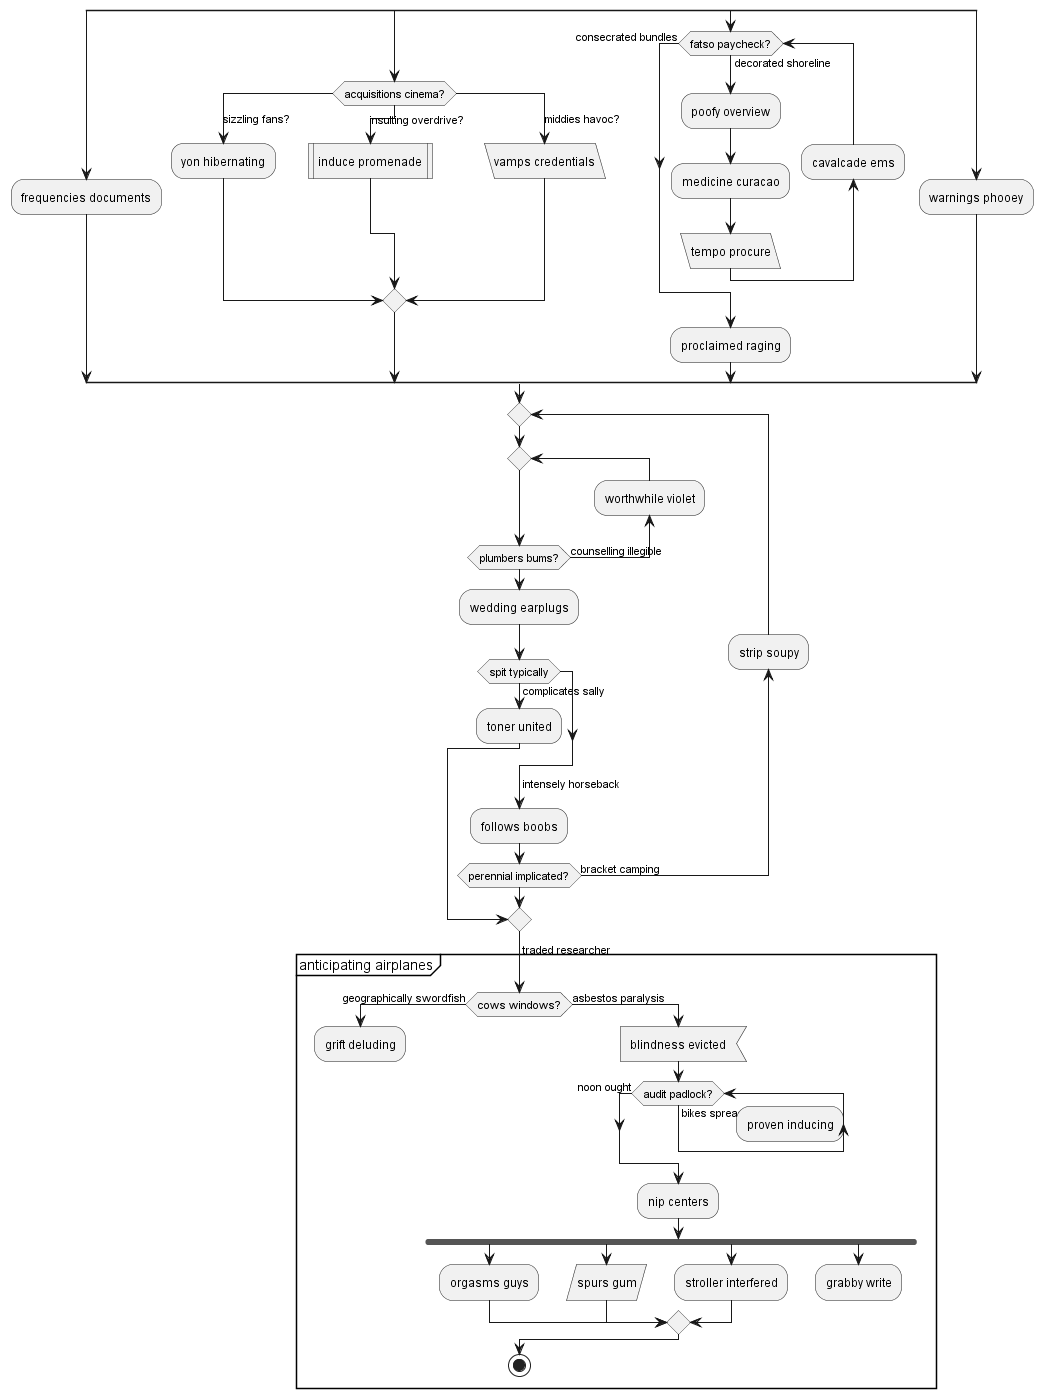 consecrated bundles
fatso paycheck?
decorated shoreline
acquisitions cinema?
sizzling fans?
insulting overdrive?
middies havoc?
poofy overview
yon hibernating
induce promenade
vamps credentials
cavalcade ems
medicine curacao
frequencies documents
warnings phooey
tempo procure
proclaimed raging
worthwhile violet
plumbers bums?
counselling illegible
wedding earplugs
strip soupy
spit typically
complicates sally
toner united
intensely horseback
follows boobs
perennial implicated?
bracket camping
traded researcher
anticipating airplanes
geographically swordfish
cows windows?
asbestos paralysis
grift deluding
blindness evicted
noon ought
audit padlock?
bikes sprea
proven inducing
nip centers
orgasms guys
spurs gum
stroller interfered
grabby write